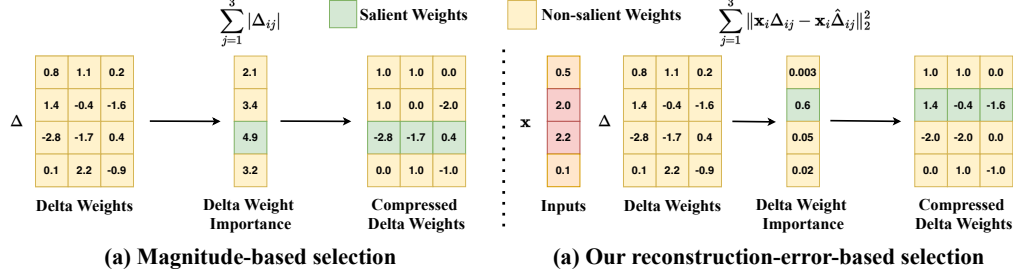 $\sum_{j=1}^{3} |\Delta_{ij}|$
Salient Weights
Non-salient Weights
$\sum_{j=1}^{3} \|\mathbf{x}_i \Delta_{ij} - \mathbf{x}_i \hat{\Delta}_{ij}\|_2^2$
Δ
0.8 1.1 0.2
1.4 -0.4 -1.6
-2.8 -1.7 0.4
0.1 2.2 -0.9
Delta Weights
2.1
3.4
4.9
3.2
Delta Weight
Importance
1.0 1.0 0.0
1.0 0.0 -2.0
-2.8 -1.7 0.4
0.0 1.0 -1.0
Compressed
Delta Weights
(a) Magnitude-based selection
x
0.5
2.0
2.2
0.1
Inputs
Δ
0.8 1.1 0.2
1.4 -0.4 -1.6
-2.8 -1.7 0.4
0.1 2.2 -0.9
Delta Weights
0.003
0.6
0.05
0.02
Delta Weight
Importance
1.0 1.0 0.0
1.4 -0.4 -1.6
-2.0 -2.0 0.0
0.0 1.0 -1.0
Compressed
Delta Weights
(a) Our reconstruction-error-based selection